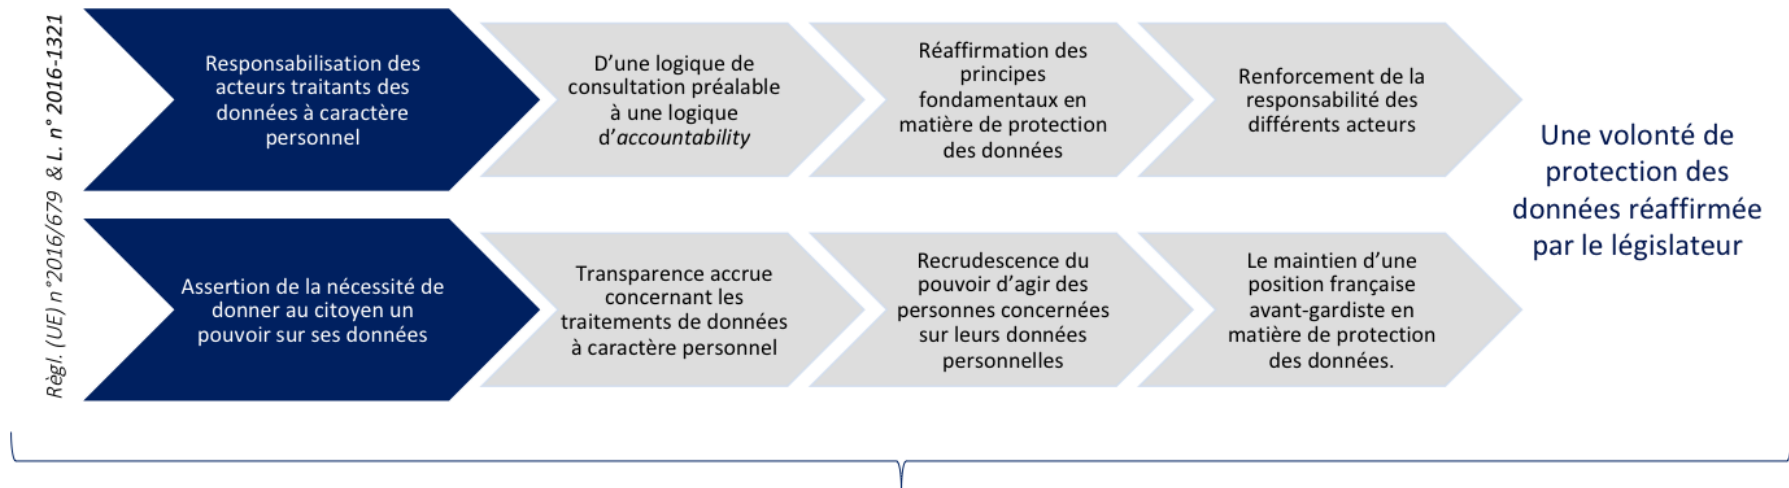 Règl. (UE) n°2016/679 & L. n° 2016-1321
Responsabilisation des
acteurs traitants des
données à caractère
personnel
D’une logique de
consultation préalable
à une logique
d’accountability
Réaffirmation des
principes
fondamentaux en
matière de protection
des données
Renforcement de la
responsabilité des
différents acteurs
Assertion de la nécessité de
donner au citoyen un
pouvoir sur ses données
Transparence accrue
concernant les
traitements de données
à caractère personnel
Recrudescence du
pouvoir d’agir des
personnes concernées
sur leurs données
personnelles
Le maintien d’une
position française
avant-gardiste en
matière de protection
des données.
Une volonté de
protection des
données réaffirmée
par le législateur